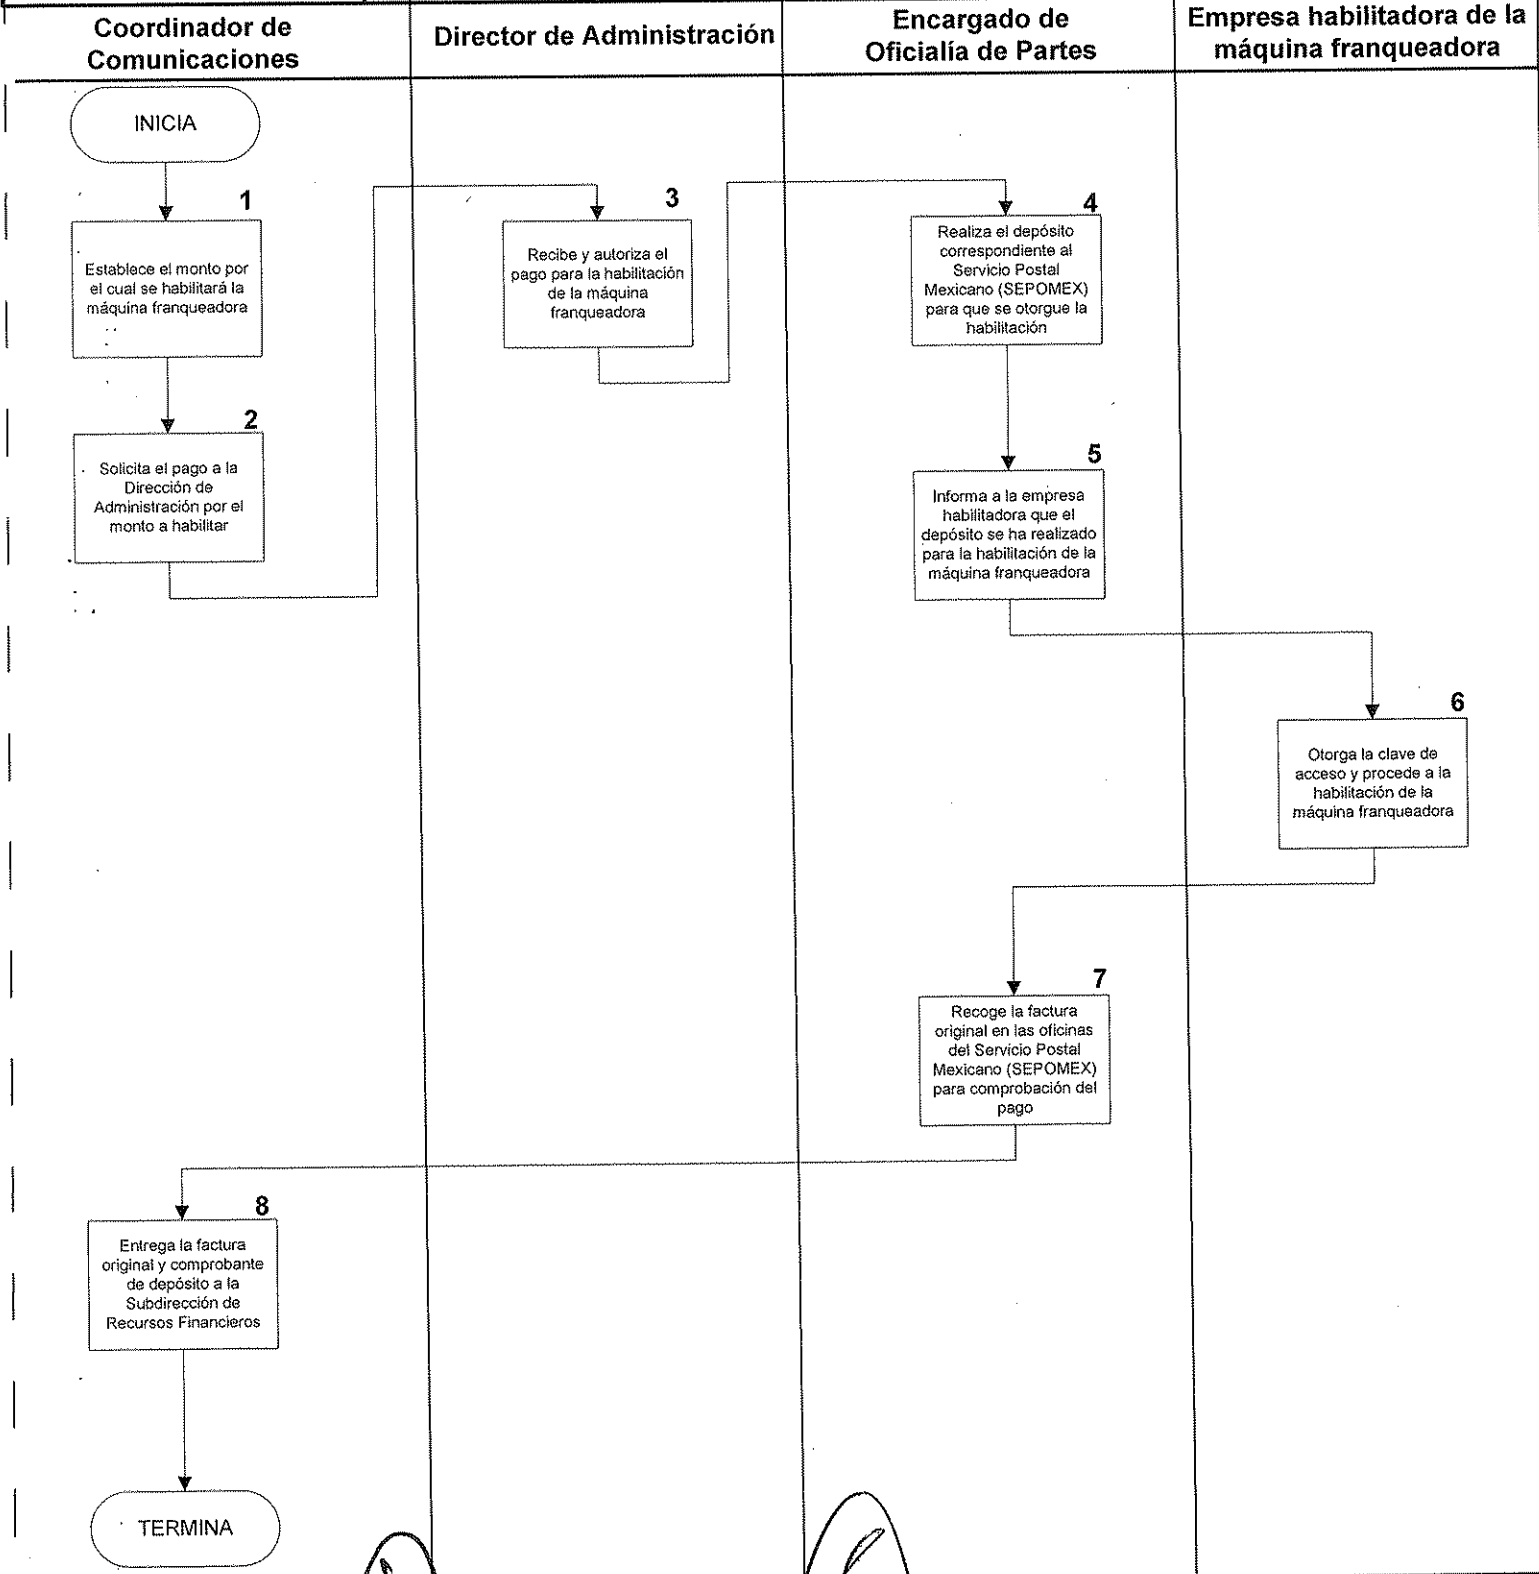 Coordinador de
Comunicaciones
Director de Administración
Encargado de
Oficialía de Partes
Empresa habilitadora de la
máquina franqueadora
INICIA
1
Establece el monto por
el cual se habilitará la
máquina franqueadora
2
Solicita el pago a la
Dirección de
Administración por el
monto a habilitar
3
Recibe y autoriza el
pago para la habilitación
de la máquina
franqueadora
4
Realiza el depósito
correspondiente al
Servicio Postal
Mexicano (SEPOMEX)
para que se otorgue la
habilitación
5
Informa a la empresa
habilitadora que el
depósito se ha realizado
para la habilitación de la
máquina franqueadora
6
Otorga la clave de
acceso y procede a la
habilitación de la
máquina franqueadora
7
Recoge la factura
original en las oficinas
del Servicio Postal
Mexicano (SEPOMEX)
para comprobación del
pago
8
Entrega la factura
original y comprobante
de depósito a la
Subdirección de
Recursos Financieros
TERMINA